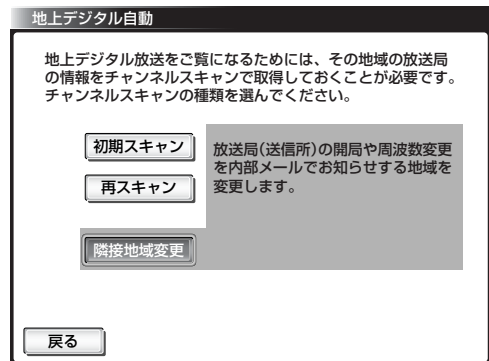 地上デジタル自動
地上デジタル放送をご覧になるためには、その地域の放送局
の情報をチャンネルスキャンで取得しておくことが必要です。
チャンネルスキャンの種類を選んでください。
初期スキャン
再スキャン
隣接地域変更
放送局(送信所)の開局や周波数変更
を内部メールでお知らせする地域を
変更します。
戻る